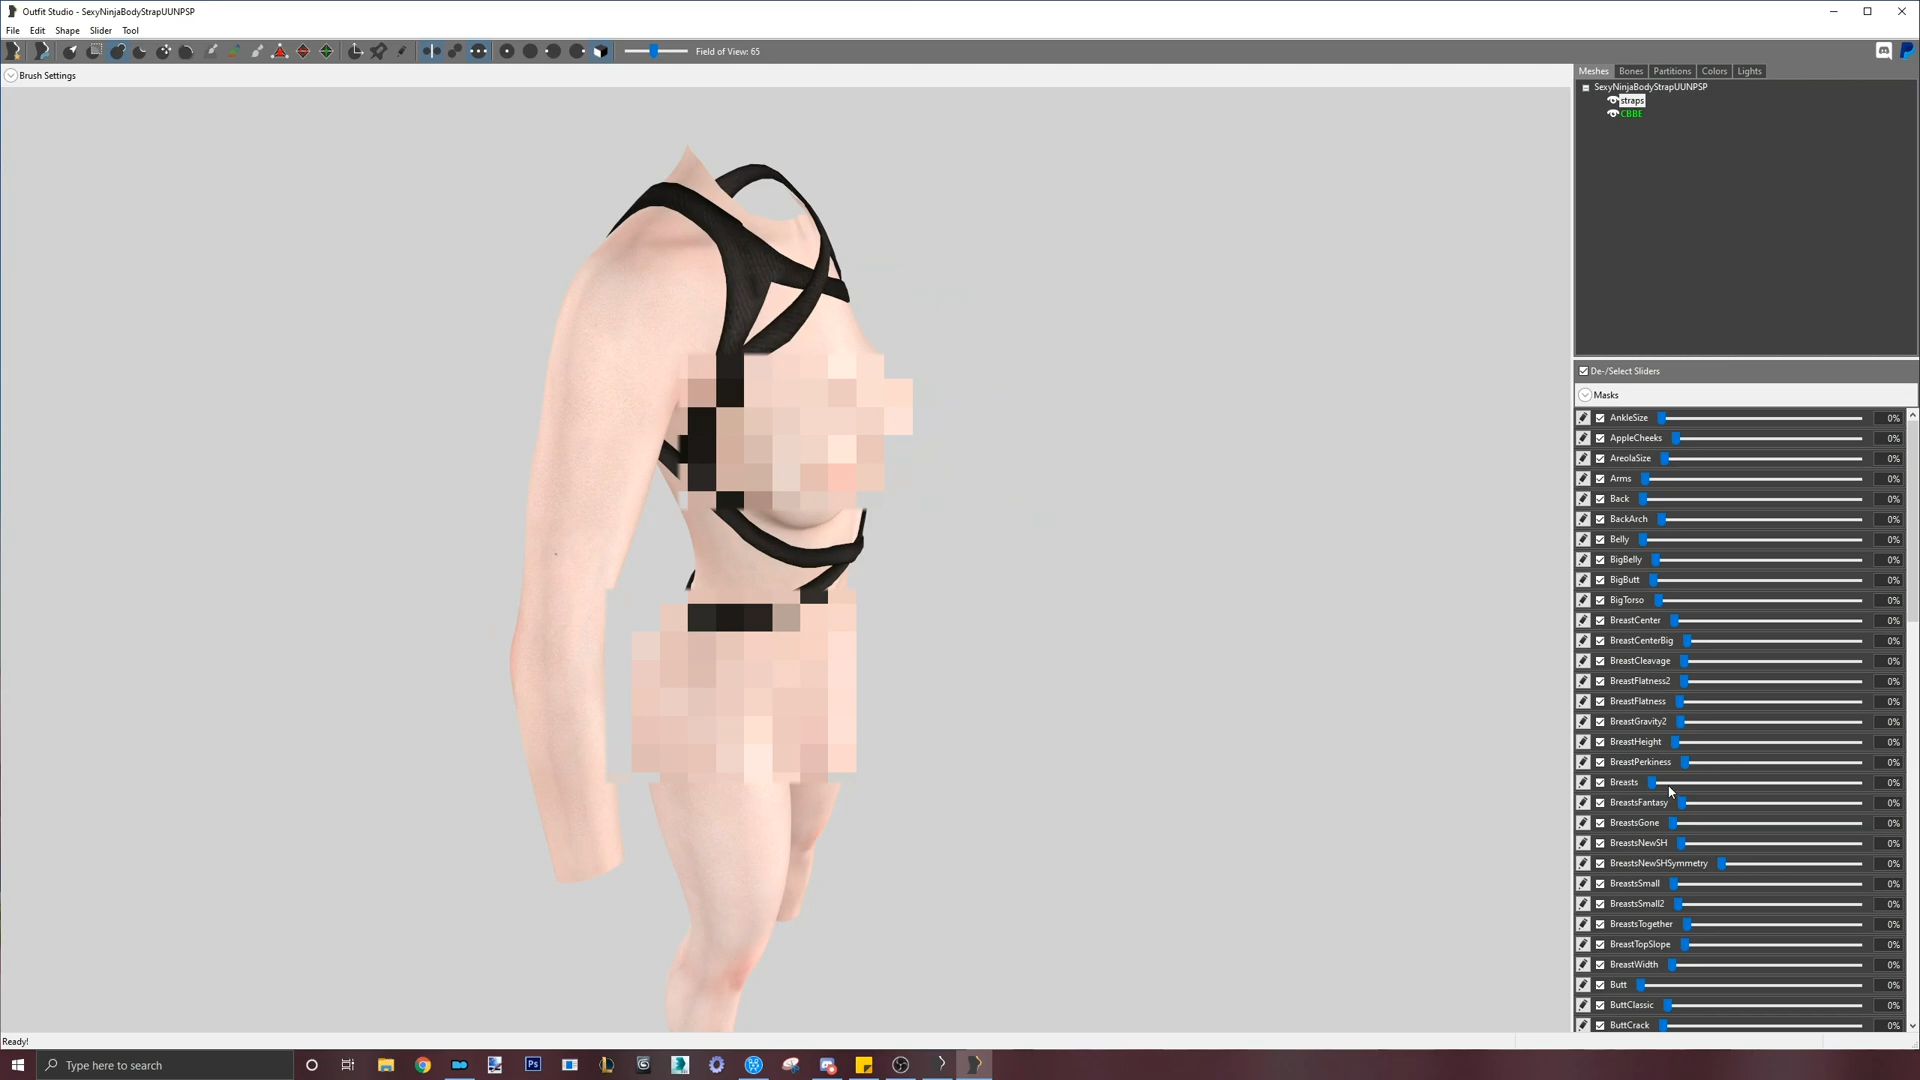 Outfit Studio - SexyNinjaBodyStrapUUNPSP
File Edit Shape Slider Tool
Field of View: 65
Brush Settings
Meshes Bones Partitions Colors Lights
SexyNinjaBodyStrapUUNPSP
straps
CBBE
De-/Select Sliders
Masks
AnkleSize 0%
AppleCheeks 0%
AreolaSize 0%
Arms 0%
Back 0%
BackArch 0%
Belly 0%
BigBelly 0%
BigButt 0%
BigTorso 0%
BreastCenter 0%
BreastCenterBig 0%
BreastCleavage 0%
BreastFlatness2 0%
BreastFlatness 0%
BreastGravity2 0%
BreastHeight 0%
BreastPerkiness 0%
Breasts 0%
BreastsFantasy 0%
BreastsGone 0%
BreastsNewSH 0%
BreastsNewSHSymmetry 0%
BreastsSmall 0%
BreastsSmall2 0%
BreastsTogether 0%
BreastTopSlope 0%
BreastWidth 0%
Butt 0%
ButtClassic 0%
ButtCrack 0%
Ready!
Type here to search
Ps